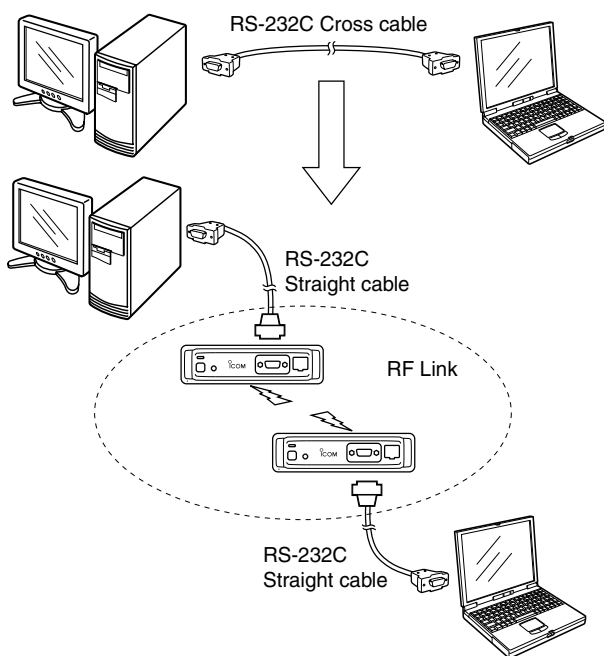 RS-232C Cross cable
RS-232C
Straight cable
ICOM
RF Link
ICOM
RS-232C
Straight cable